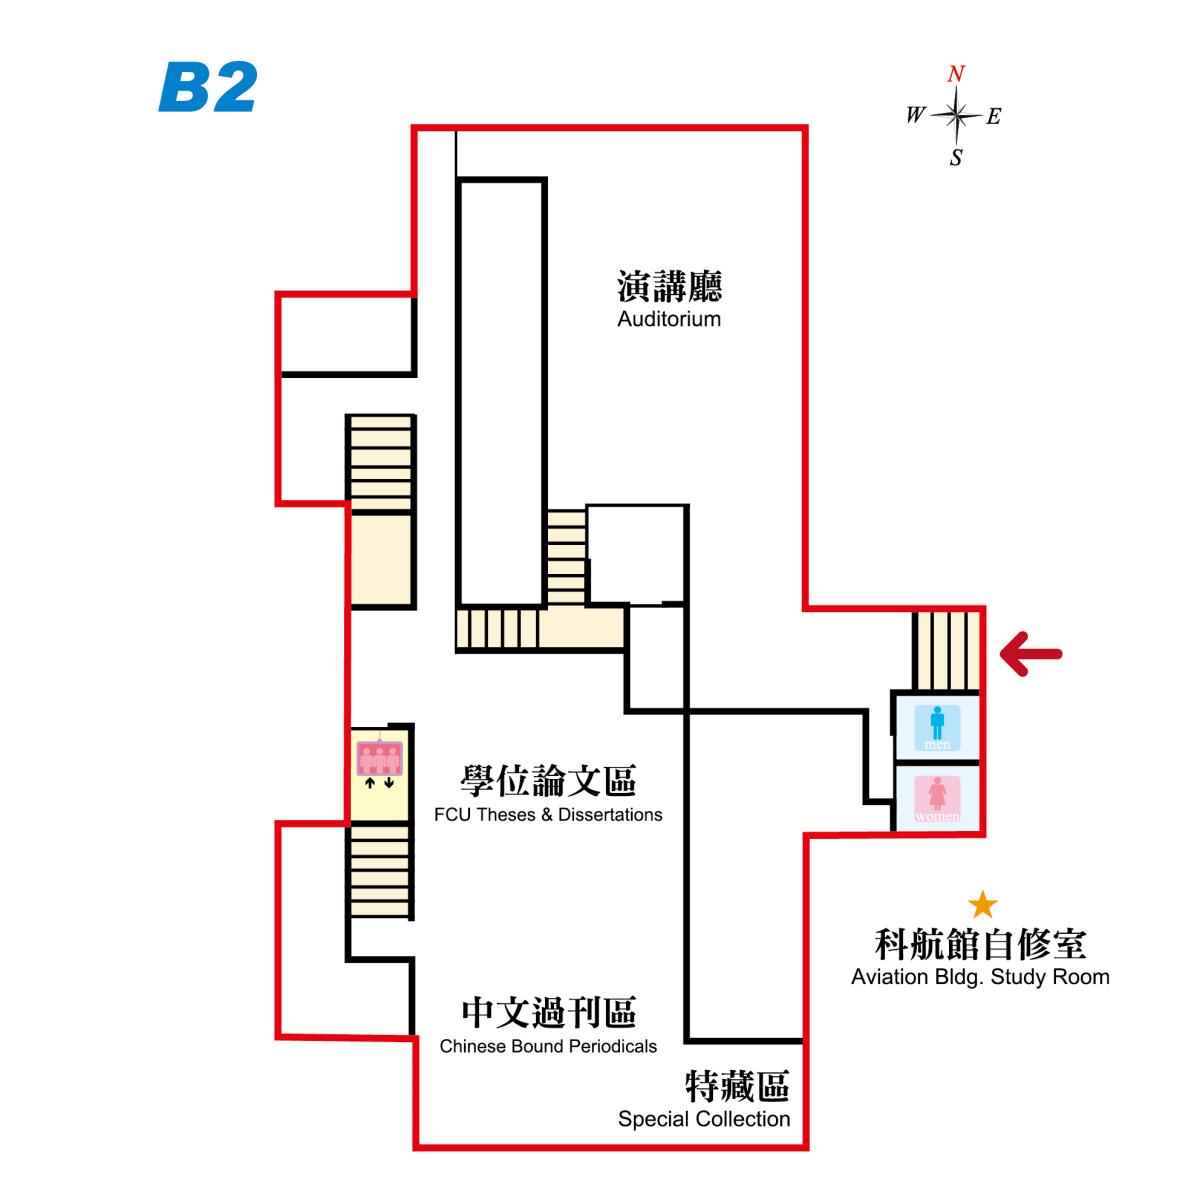 B2
N
W E
S
演講廳
Auditorium
men
women
學位論文區
FCU Theses & Dissertations
科航館自修室
Aviation Bldg. Study Room
中文過刊區
Chinese Bound Periodicals
特藏區
Special Collection